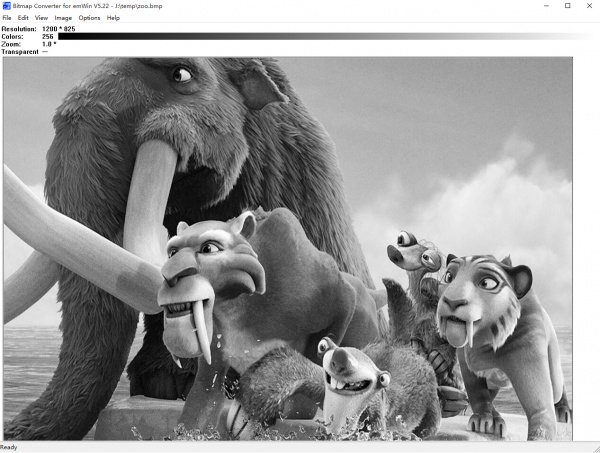 Bitmap Converter for emWin V5.22 - J:\temp\zoo.bmp
File Edit View Image Options Help
Resolution: 1200 * 825
Colors: 256
Zoom: 1.0 *
Transparent ---
Ready